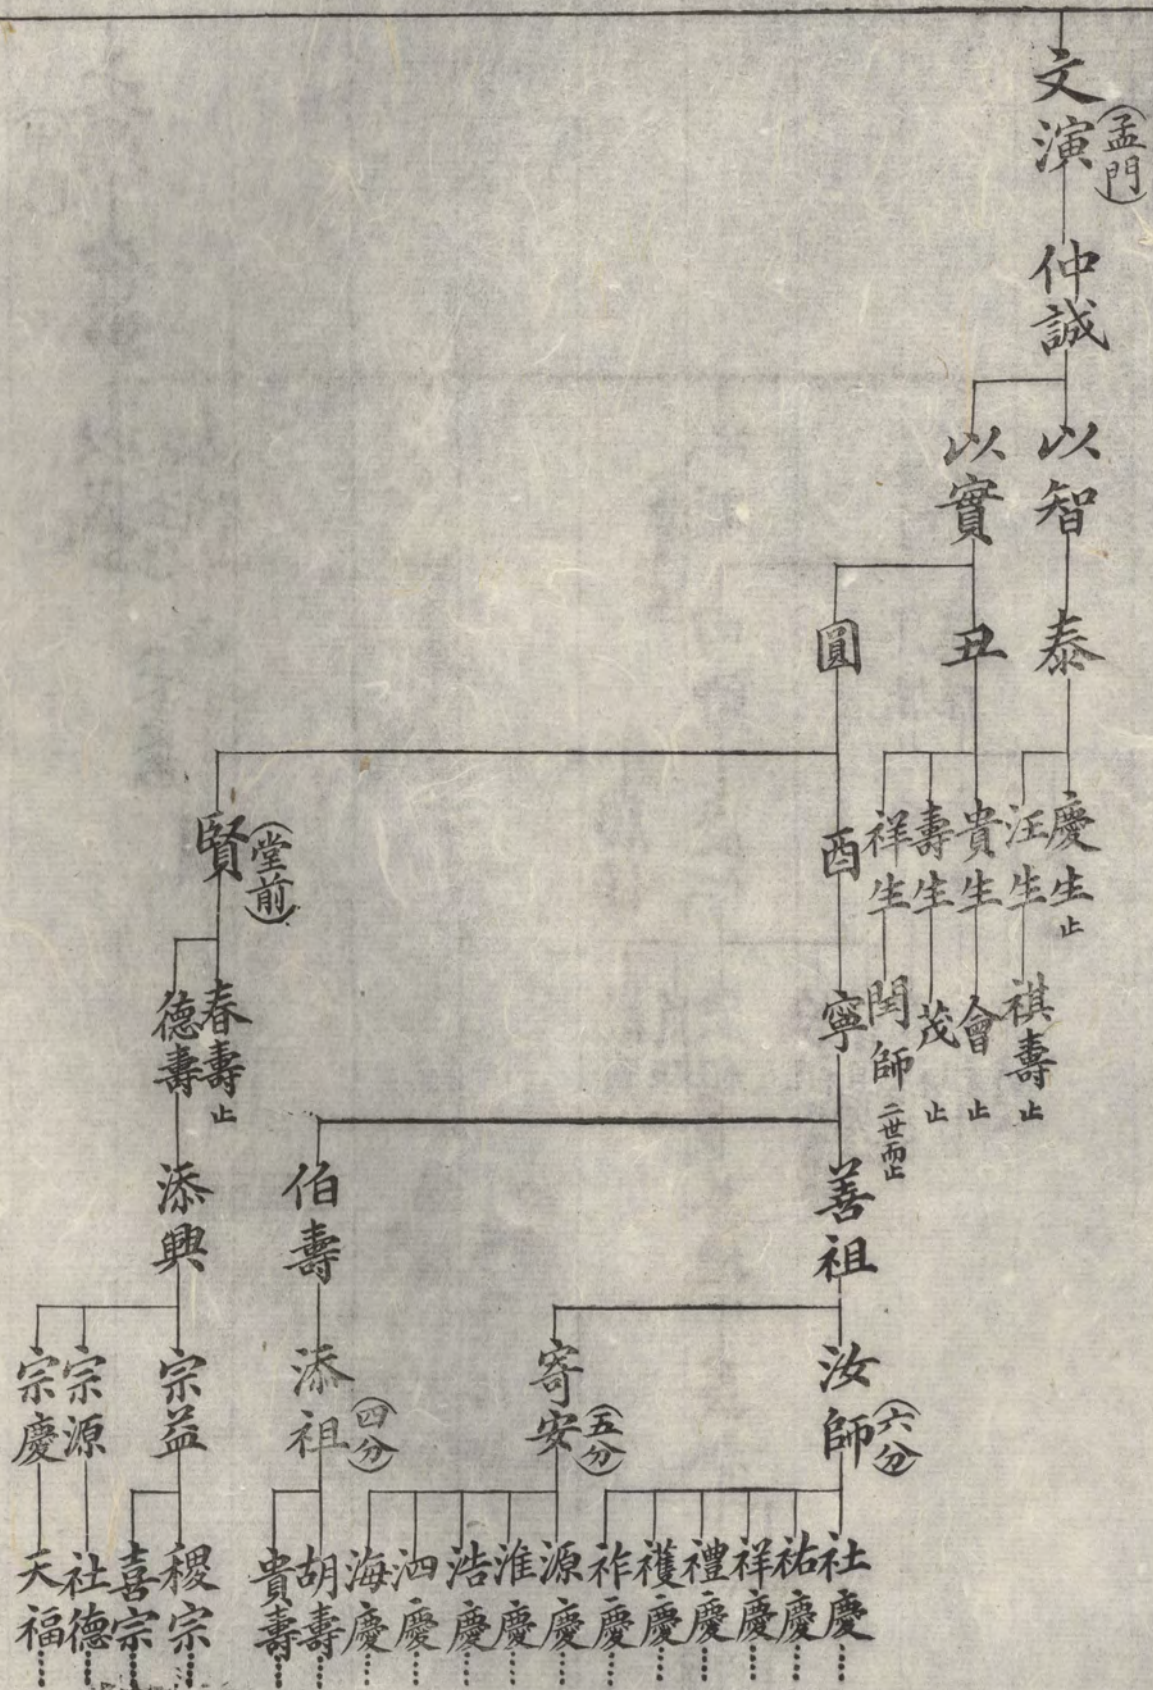 文演
(孟門)
仲誠
以智
以實
泰
丑
圓
慶生止
汪生
貴生
壽生
祥生
酉
賢
(堂前)
祺壽止
會止
茂止
閏師二世而止
寧
春壽止
德壽
善祖
伯壽
添興
汝師
(六分)
寄安
(五分)
添祖
(四分)
宗益
宗源
宗慶
社慶
祐慶
祥慶
禮慶
慶
祚慶
源慶
淮慶
浩慶
泗慶
海慶
胡壽
貴壽
稷宗
喜宗
社德
天福